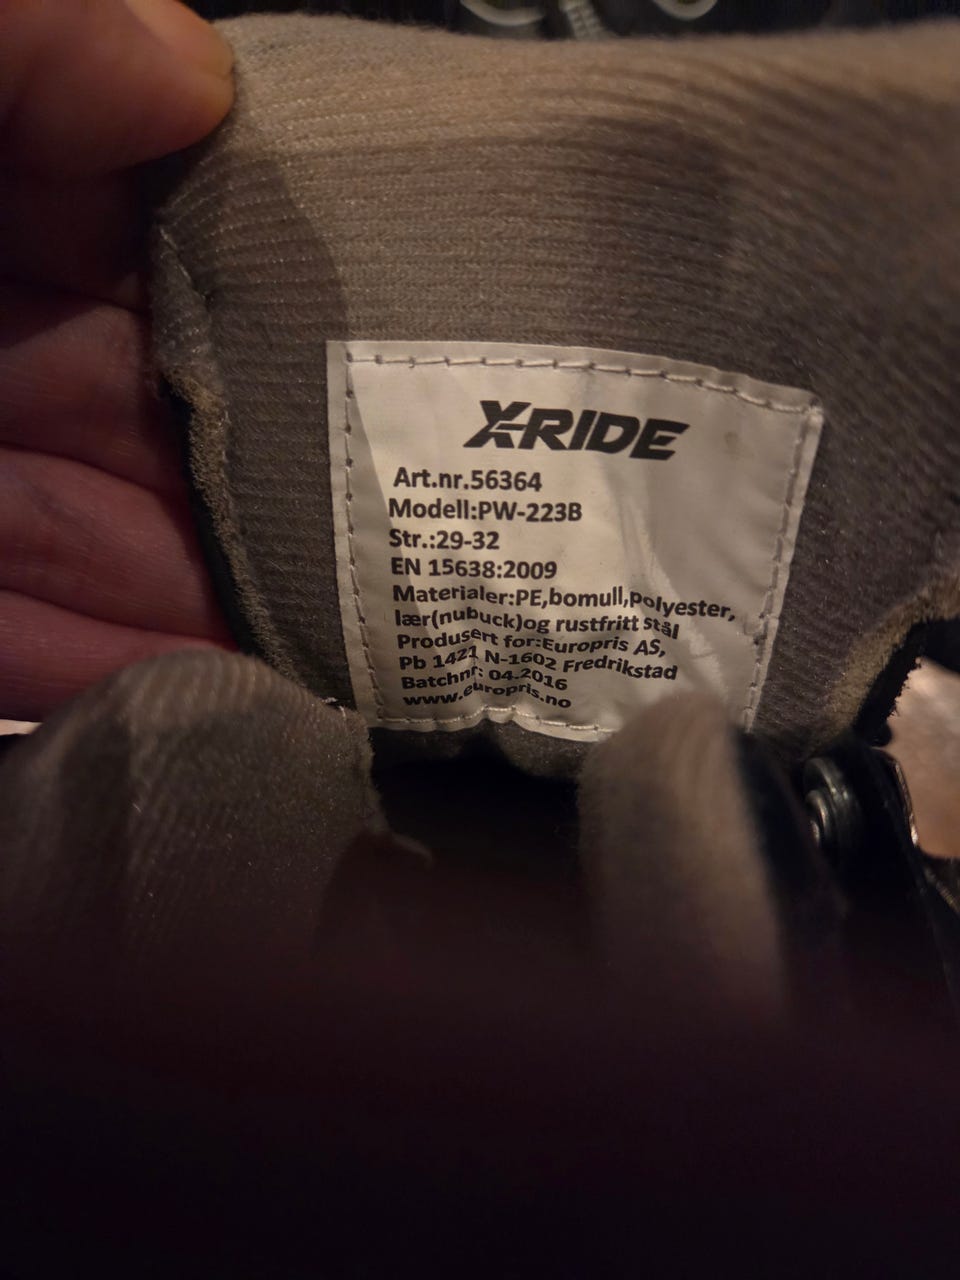 X-RIDE
Art.nr.56364
Modell:PW-223B
Str.:29-32
EN 15638:2009
Materialer:PE,bomull,polyester,
lær(nubuck)og rustfritt stål
Produsert for:Europris AS,
Pb 1421 N-1602 Fredrikstad
Batchnr: 04.2016
www.europris.no